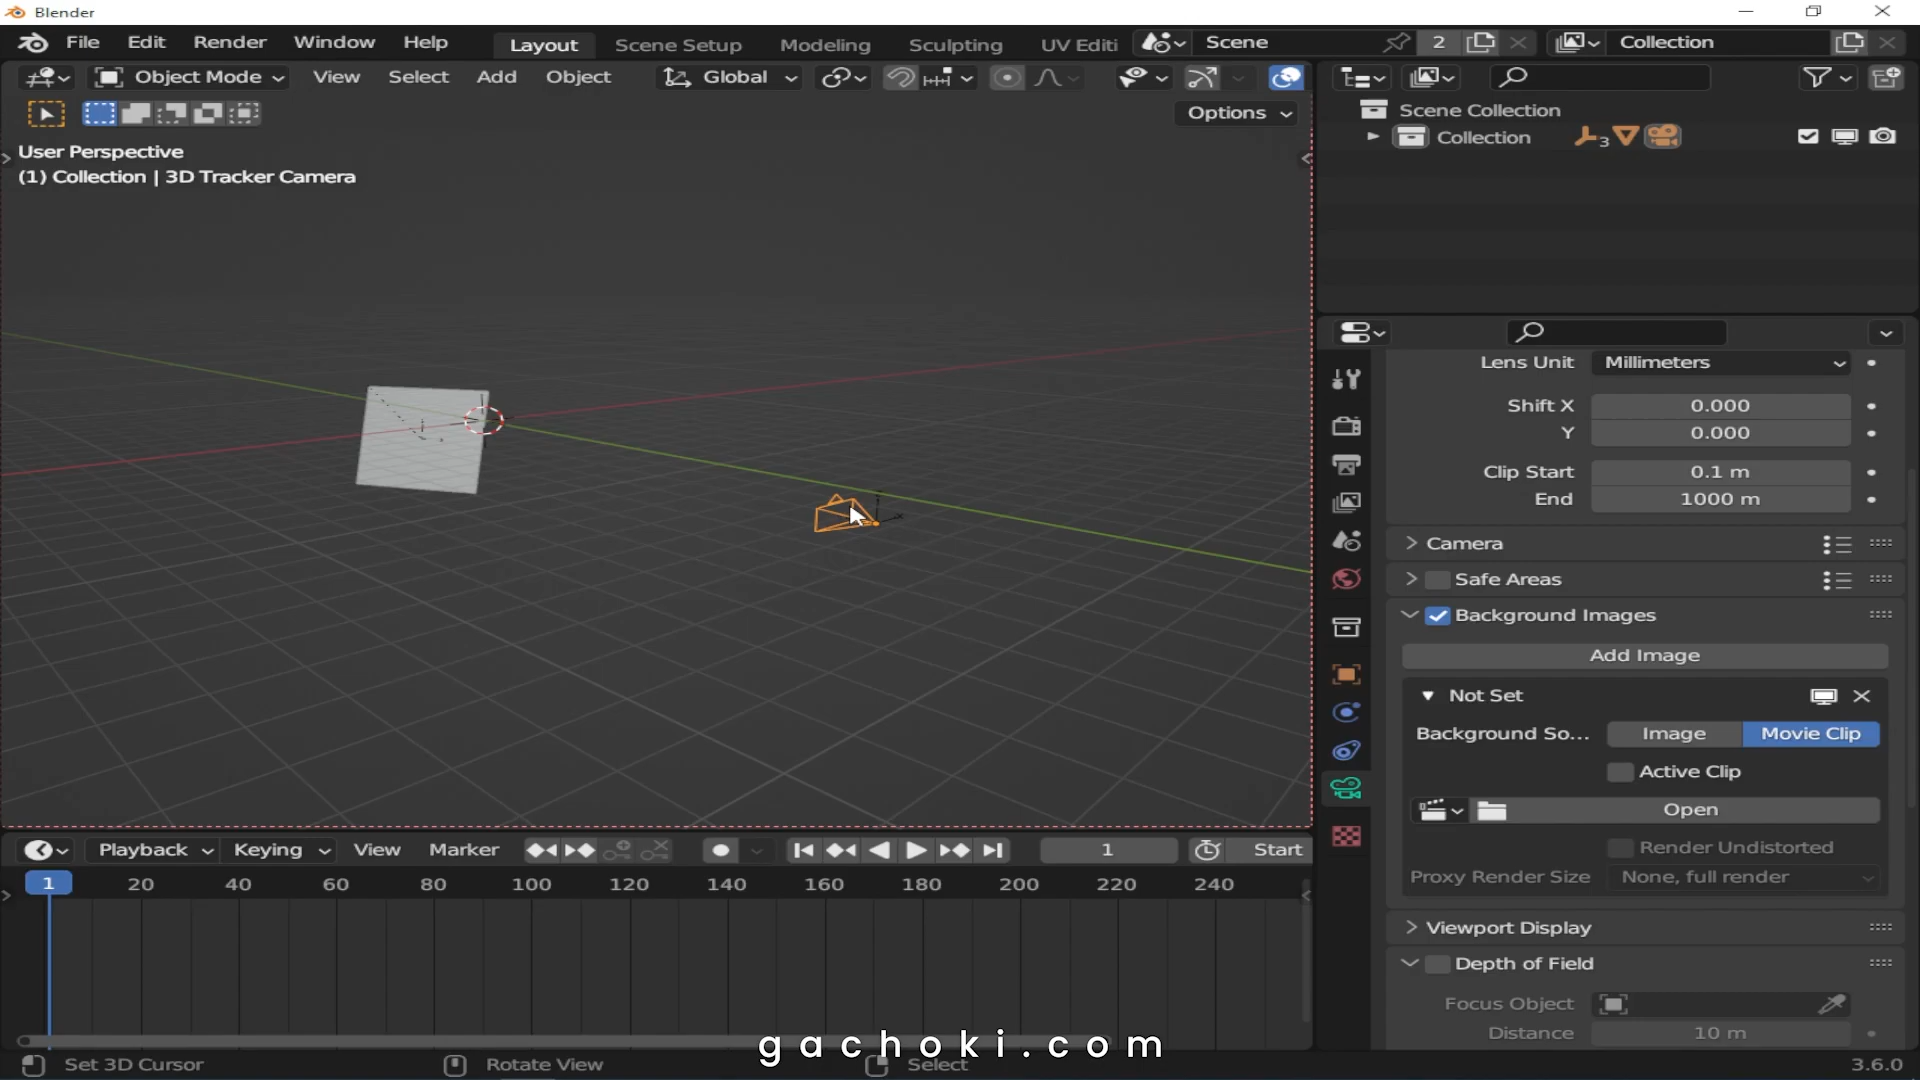 Blender
File Edit Render Window Help Layout Scene Setup Modeling Sculpting UV Editi Scene 2 Collection
Object Mode View Select Add Object Global
Options
User Perspective
(1) Collection | 3D Tracker Camera
Scene Collection
Collection 3
Lens Unit Millimeters
Shift X 0.000
Y 0.000
Clip Start 0.1 m
End 1000 m
Camera
Safe Areas
Background Images
Add Image
Not Set
Background So... Image Movie Clip
Active Clip
Open
Render Undistorted
Proxy Render Size None, full render
Viewport Display
Depth of Field
Focus Object
Distance 10 m
Playback Keying View Marker 1 Start
1 20 40 60 80 100 120 140 160 180 200 220 240
gachoki.com
Set 3D Cursor Rotate View Select 3.6.0